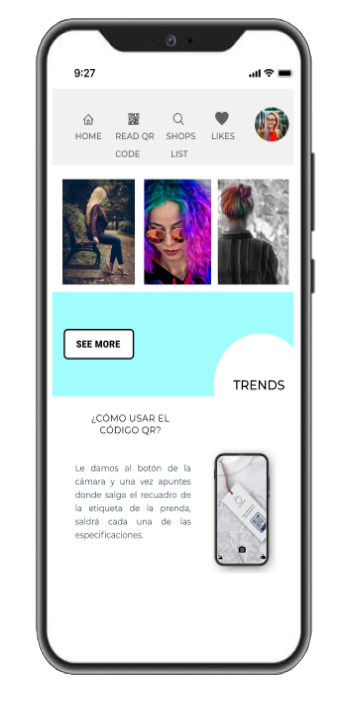 9:27
HOME
READ QR
CODE
SHOPS
LIST
LIKES
SEE MORE
TRENDS
¿CÓMO USAR EL
CÓDIGO QR?
Le damos al botón de la
cámara y una vez apuntes
donde salga el recuadro de
la etiqueta de la prenda,
saldrá cada una de las
especificaciones.